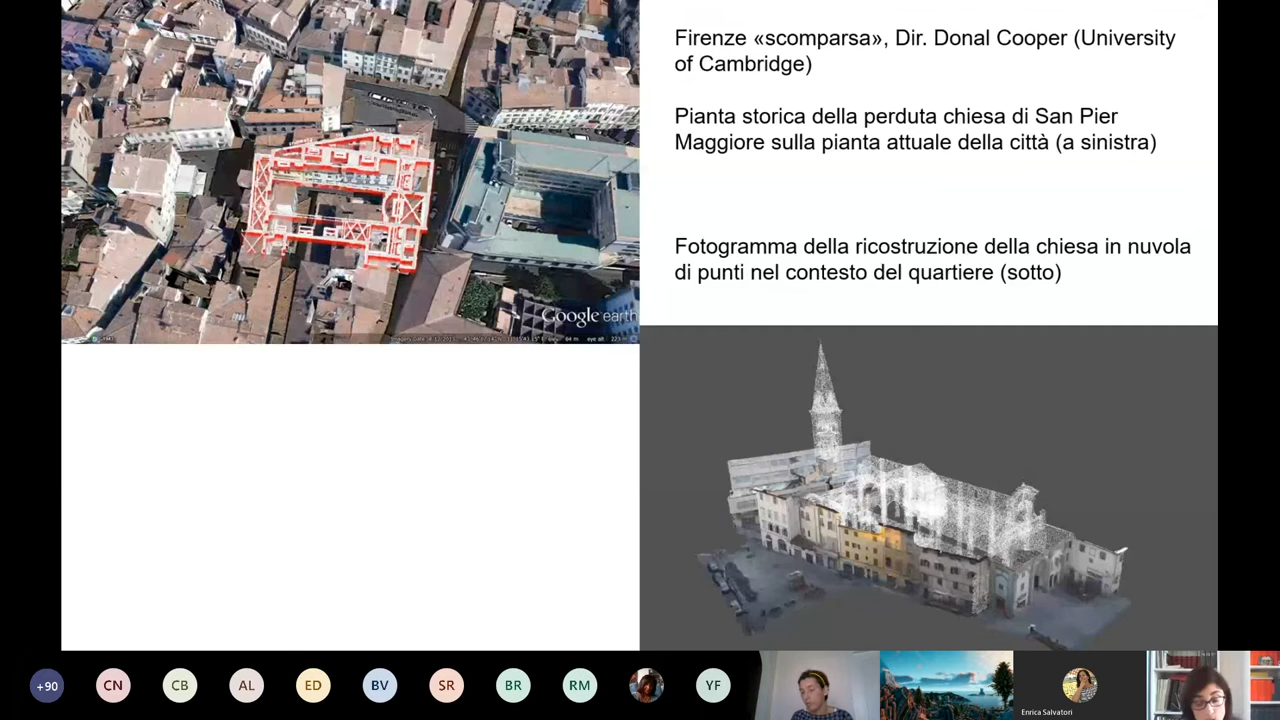 Firenze «scomparsa», Dir. Donal Cooper (University
of Cambridge)
Pianta storica della perduta chiesa di San Pier
Maggiore sulla pianta attuale della città (a sinistra)
Fotogramma della ricostruzione della chiesa in nuvola
di punti nel contesto del quartiere (sotto)
Google earth
+90
CN
CB
AL
ED
BV
SR
BR
RM
YF
Enrica Salvatori